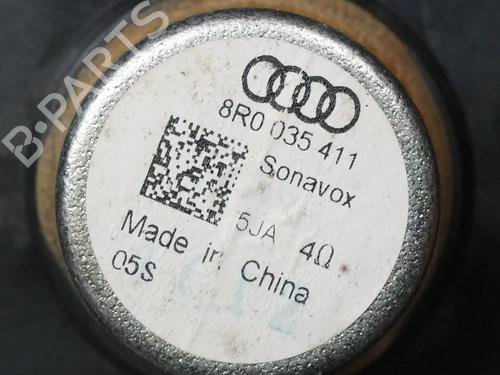 B-PARTS
8R0 035 411
Sonavox
5JA 4Ω
Made in China
05S